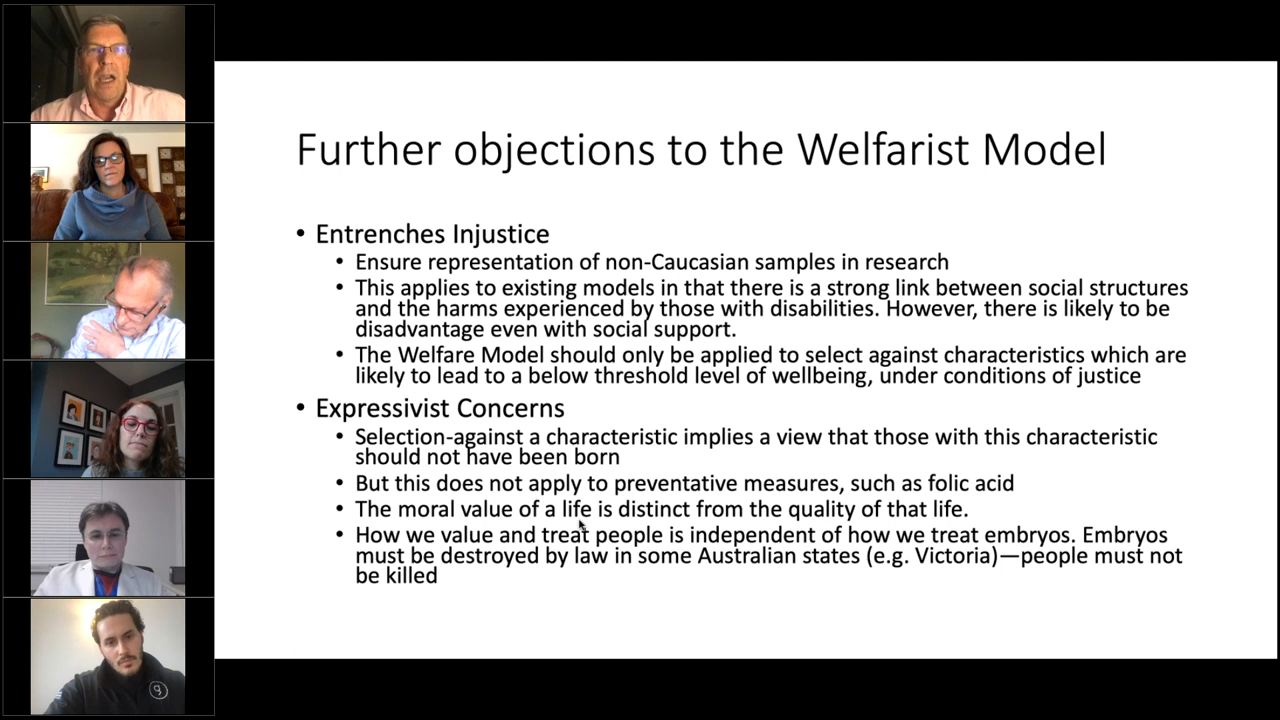 Further objections to the Welfarist Model
• Entrenches Injustice
• Ensure representation of non-Caucasian samples in research
• This applies to existing models in that there is a strong link between social structures
and the harms experienced by those with disabilities. However, there is likely to be
disadvantage even with social support.
• The Welfare Model should only be applied to select against characteristics which are
likely to lead to a below threshold level of wellbeing, under conditions of justice
• Expressivist Concerns
• Selection-against a characteristic implies a view that those with this characteristic
should not have been born
• But this does not apply to preventative measures, such as folic acid
• The moral value of a life is distinct from the quality of that life.
• How we value and treat people is independent of how we treat embryos. Embryos
must be destroyed by law in some Australian states (e.g. Victoria)—people must not
be killed